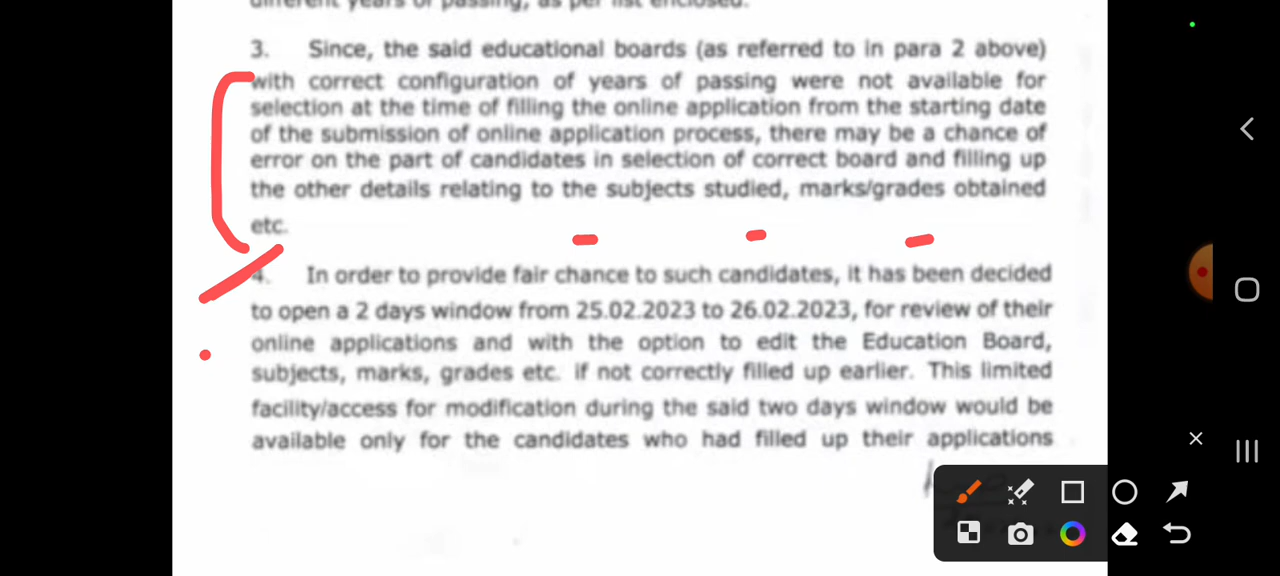 different years of passing, as per list enclosed.
3. Since, the said educational boards (as referred to in para 2 above)
with correct configuration of years of passing were not available for
selection at the time of filling the online application from the starting date
of the submission of online application process, there may be a chance of
error on the part of candidates in selection of correct board and filling up
the other details relating to the subjects studied, marks/grades obtained
etc.
4. In order to provide fair chance to such candidates, it has been decided
to open a 2 days window from 25.02.2023 to 26.02.2023, for review of their
online applications and with the option to edit the Education Board,
subjects, marks, grades etc. if not correctly filled up earlier. This limited
facility/access for modification during the said two days window would be
available only for the candidates who had filled up their applications